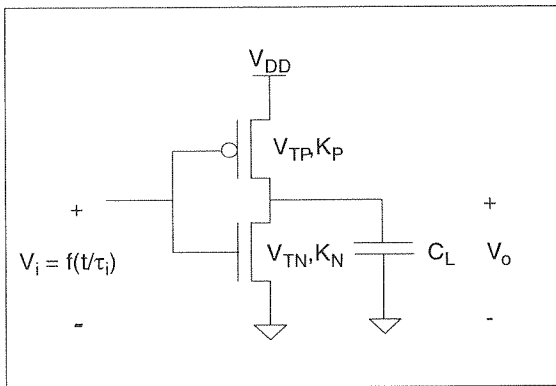 V_DD
V_TP,K_P
+
V_i = f(t/τ_i)
-
V_TN,K_N
C_L
+
V_o
-